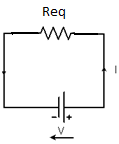 Req
I
- +
V